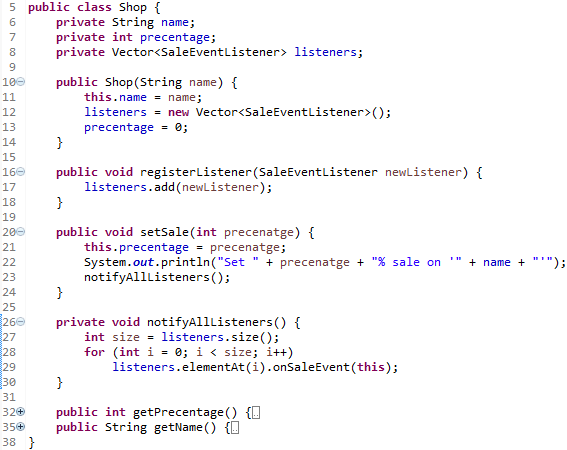 5 public class Shop {
6     private String name;
7     private int precentage;
8     private Vector<SaleEventListener> listeners;
9
10     public Shop(String name) {
11         this.name = name;
12         listeners = new Vector<SaleEventListener>();
13         precentage = 0;
14     }
15
16     public void registerListener(SaleEventListener newListener) {
17         listeners.add(newListener);
18     }
19
20     public void setSale(int precenatge) {
21         this.precentage = precenatge;
22         System.out.println("Set " + precenatge + "% sale on '" + name + "'");
23         notifyAllListeners();
24     }
25
26     private void notifyAllListeners() {
27         int size = listeners.size();
28         for (int i = 0; i < size; i++)
29             listeners.elementAt(i).onSaleEvent(this);
30     }
31
32     public int getPrecentage() {
35     public String getName() {
38 }